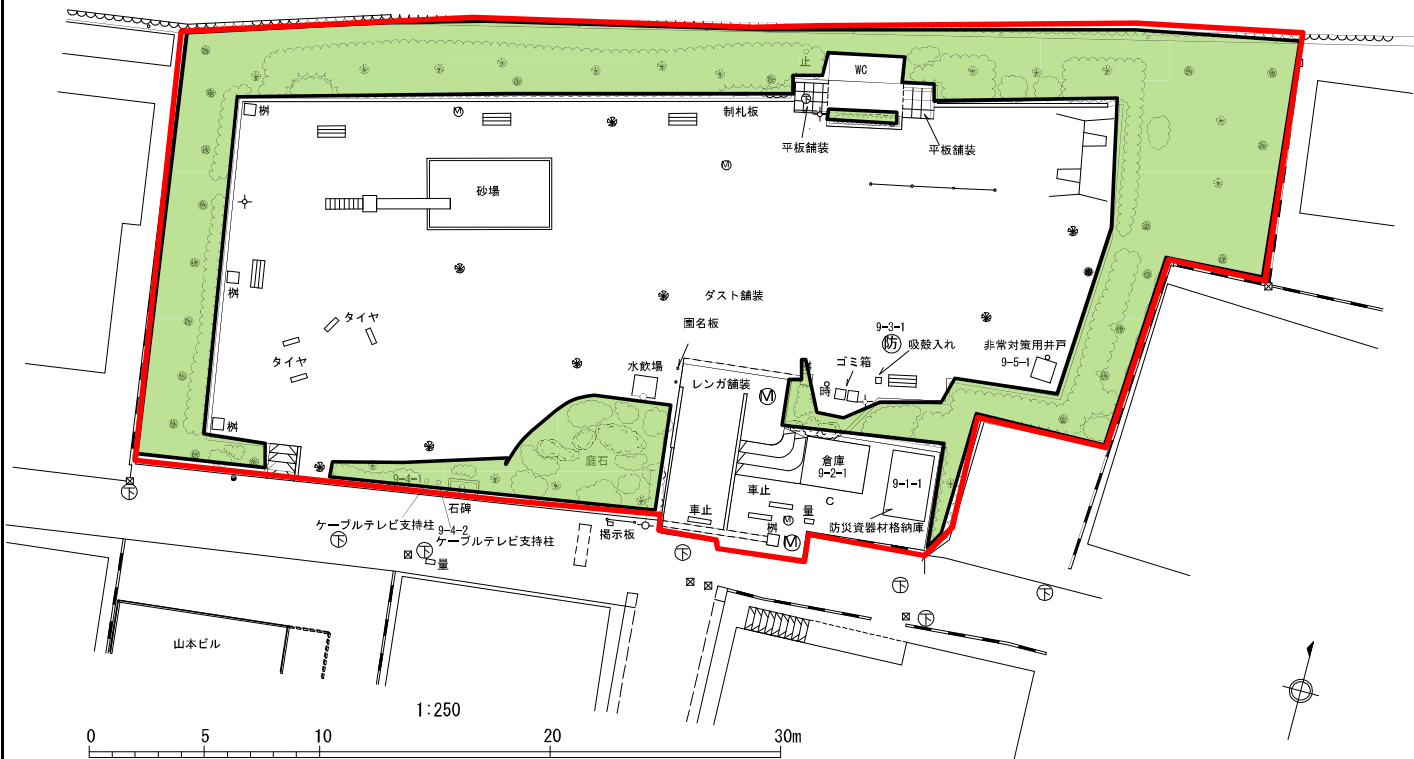 止
WC
桝
Ⓜ
制札板
下
平板舗装
平板舗装
Ⓜ
砂場
ダスト舗装
桝
タイヤ
タイヤ
園名板
水飲場
レンガ舗装
9-3-1
防
吸殻入れ
ゴミ箱
時
非常対策用井戸
9-5-1
Ⓜ
桝
庭石
9-4-1
石碑
倉庫
9-2-1
9-1-1
C
車止
車止
量
桝
Ⓜ
Ⓜ
防災資器材格納庫
掲示板
ケーブルテレビ支持柱
9-4-2
ケーブルテレビ支持柱
下
下
下
量
下
下
下
下
山本ビル
1:250
0 5 10 20 30m